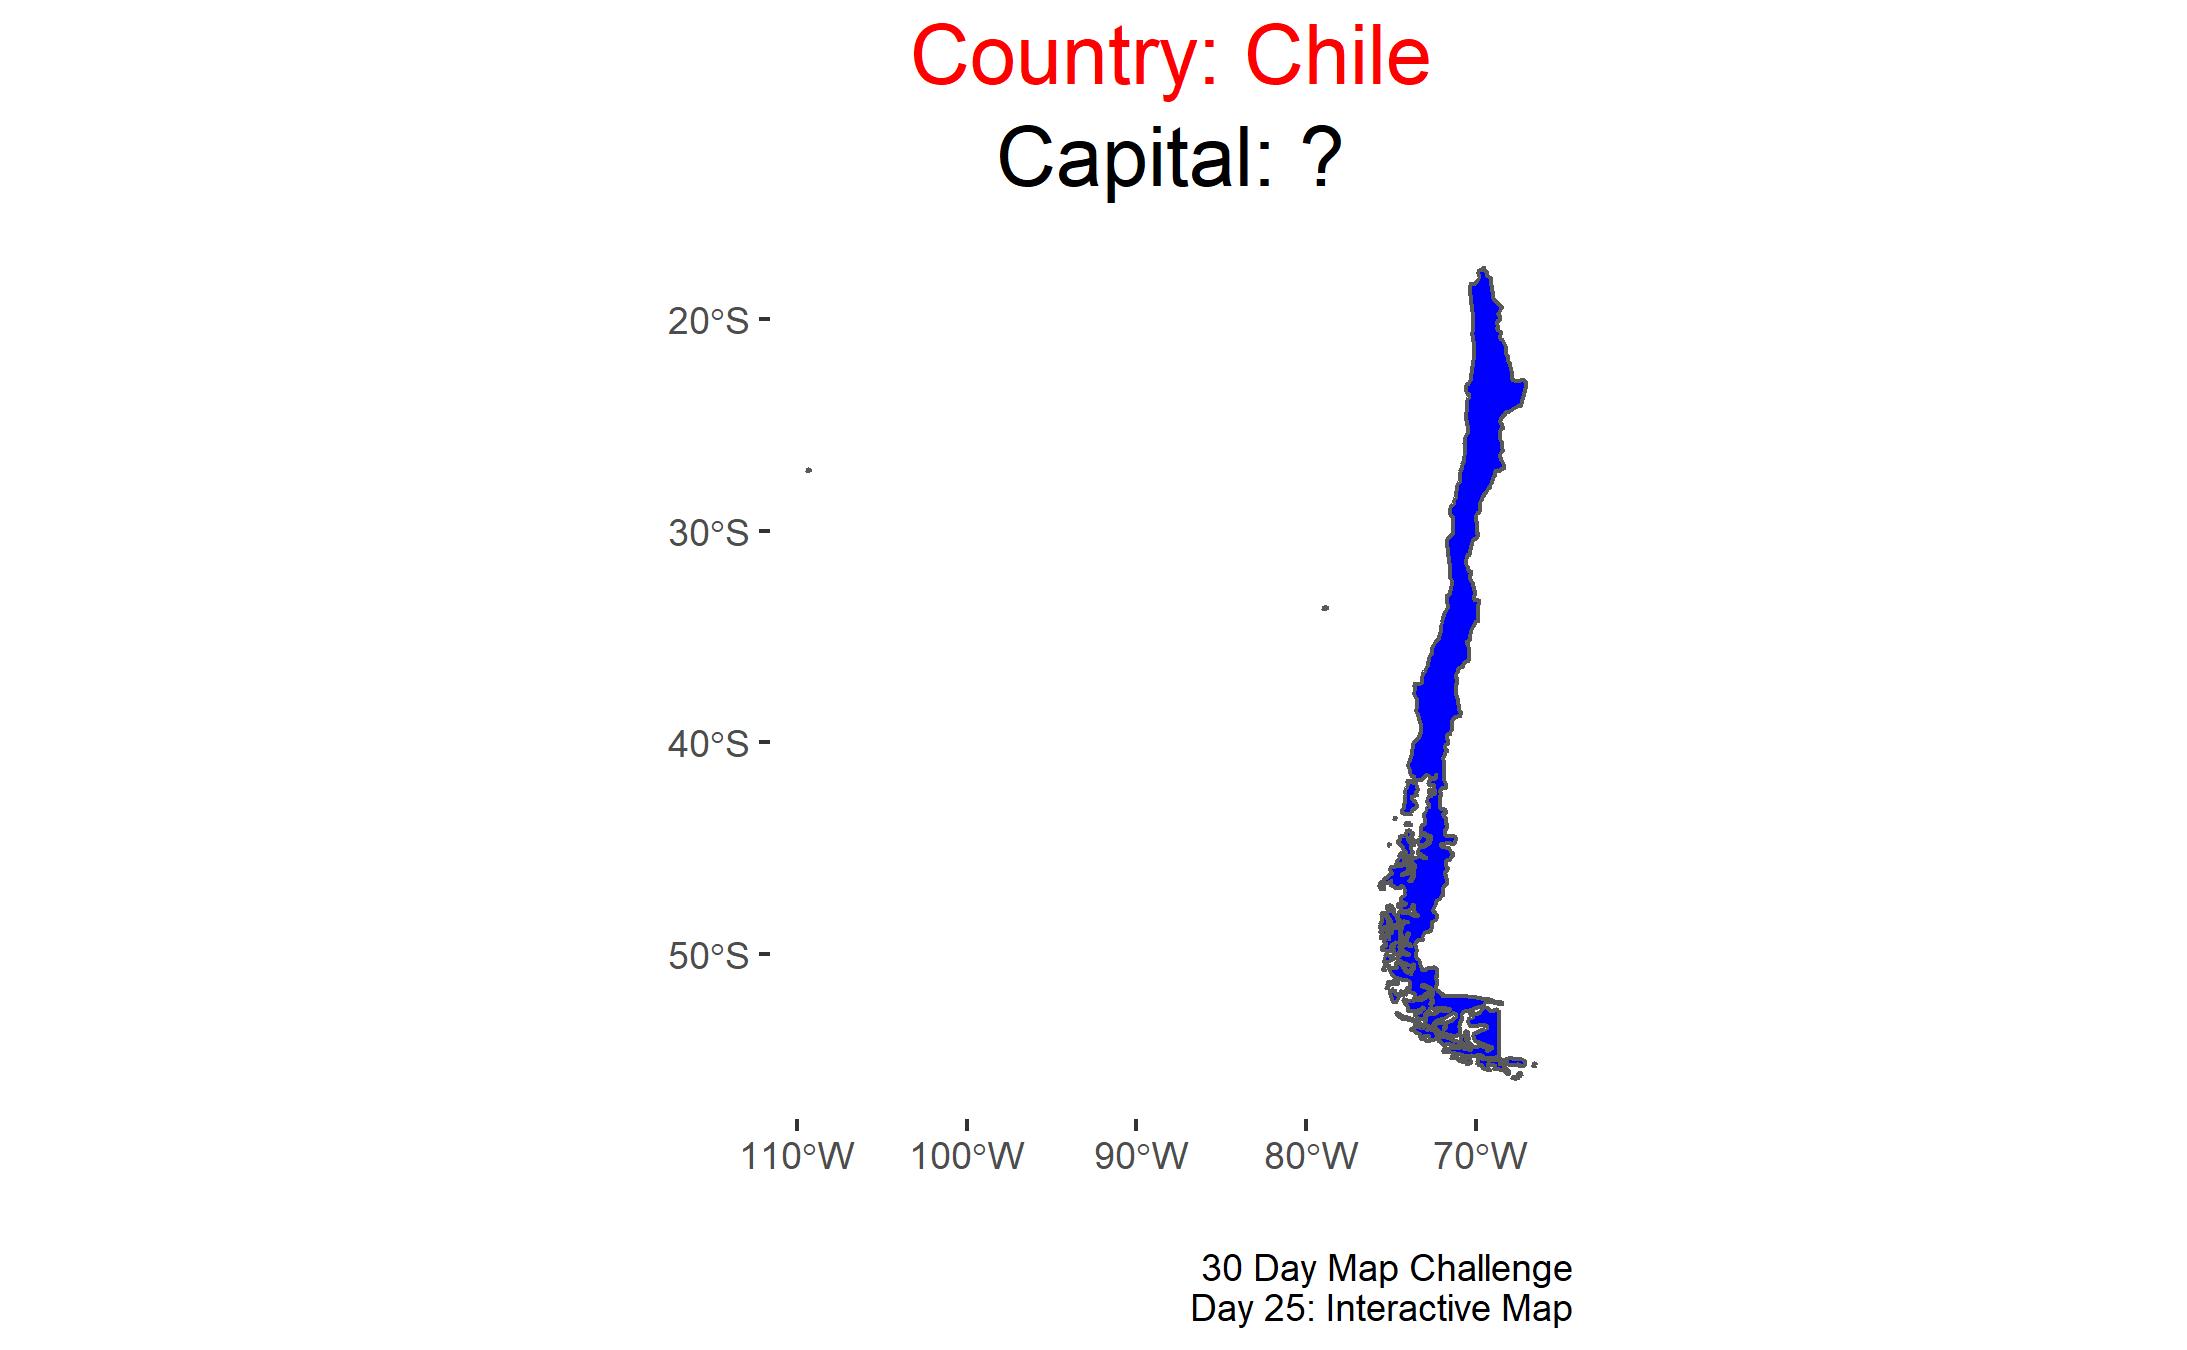 Country: Chile
Capital: ?
20°S
30°S
40°S
50°S
110°W 100°W 90°W 80°W 70°W
30 Day Map Challenge
Day 25: Interactive Map